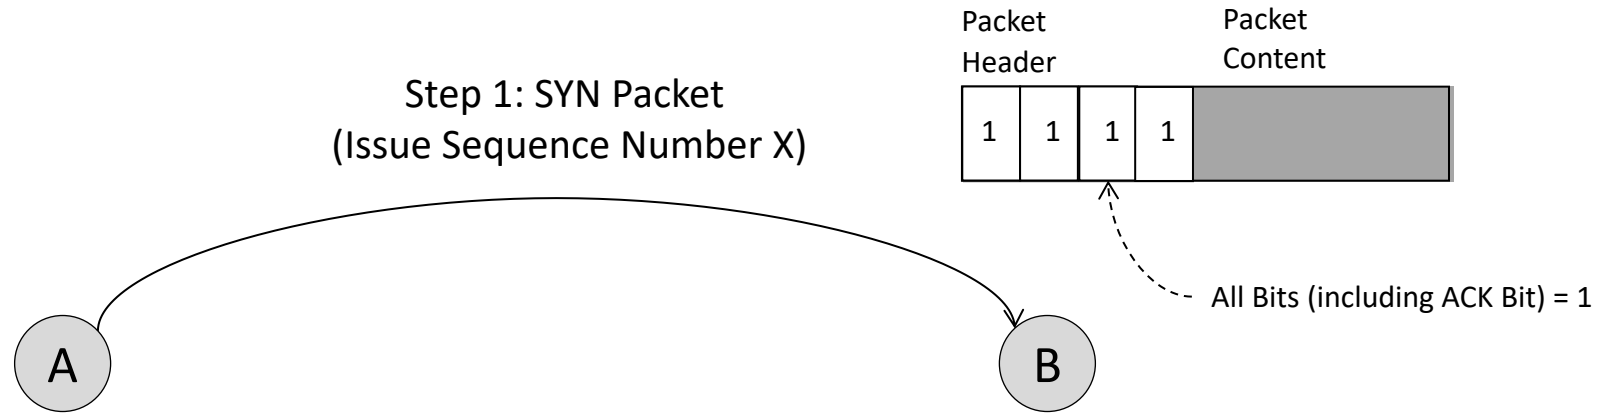 Packet
Header
Packet
Content
Step 1: SYN Packet
(Issue Sequence Number X)
1 1 1 1
All Bits (including ACK Bit) = 1
A
B